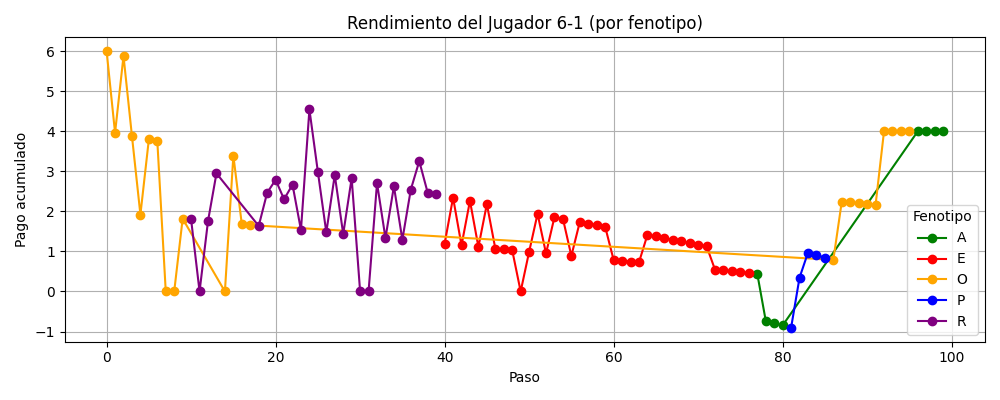 Rendimiento del Jugador 6-1 (por fenotipo)
Pago acumulado
6
5
4
3
2
1
0
−1
0 20 40 60 80 100
Paso
Fenotipo
A
E
O
P
R